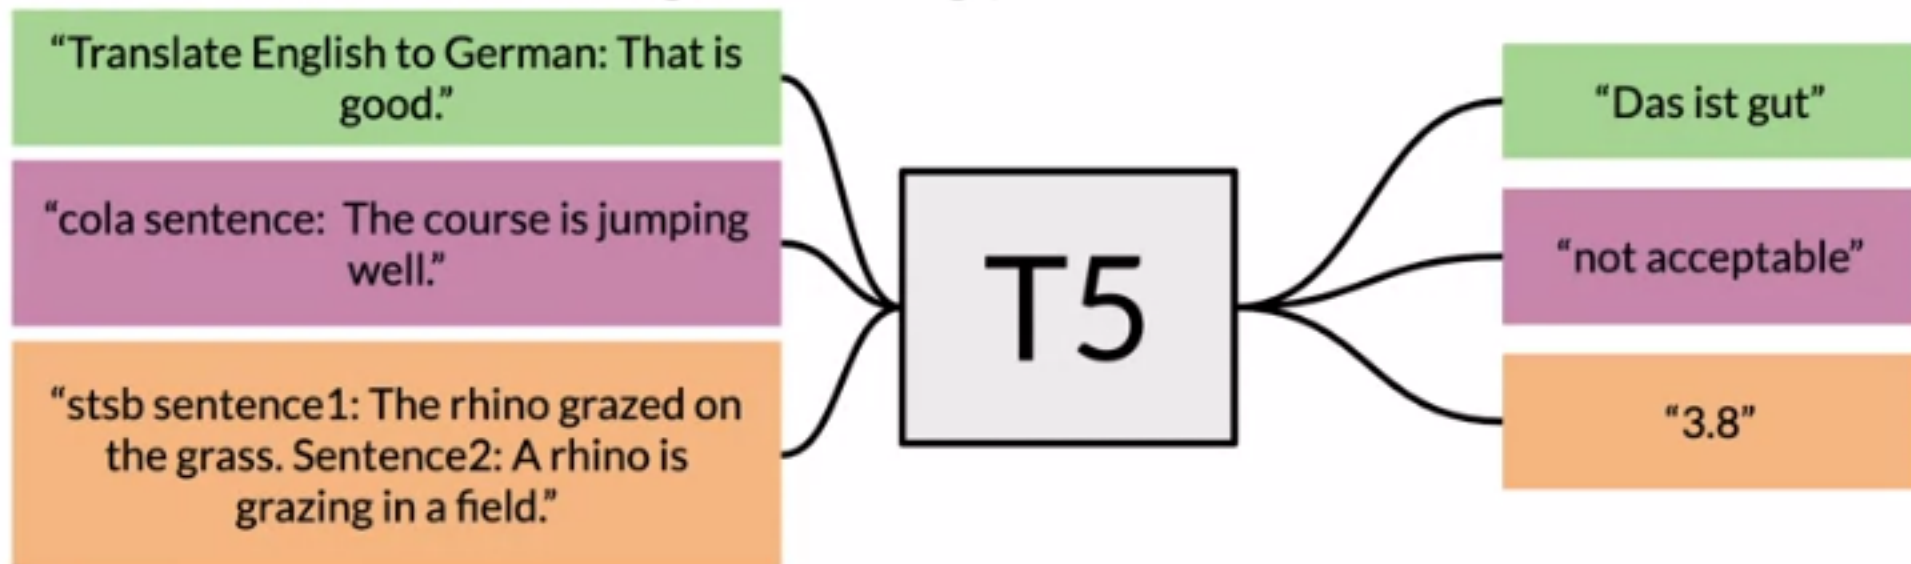 “Translate English to German: That is
good.”
“cola sentence:  The course is jumping
well.”
“stsb sentence1: The rhino grazed on
the grass. Sentence2: A rhino is
grazing in a field.”
T5
“Das ist gut”
“not acceptable”
“3.8”